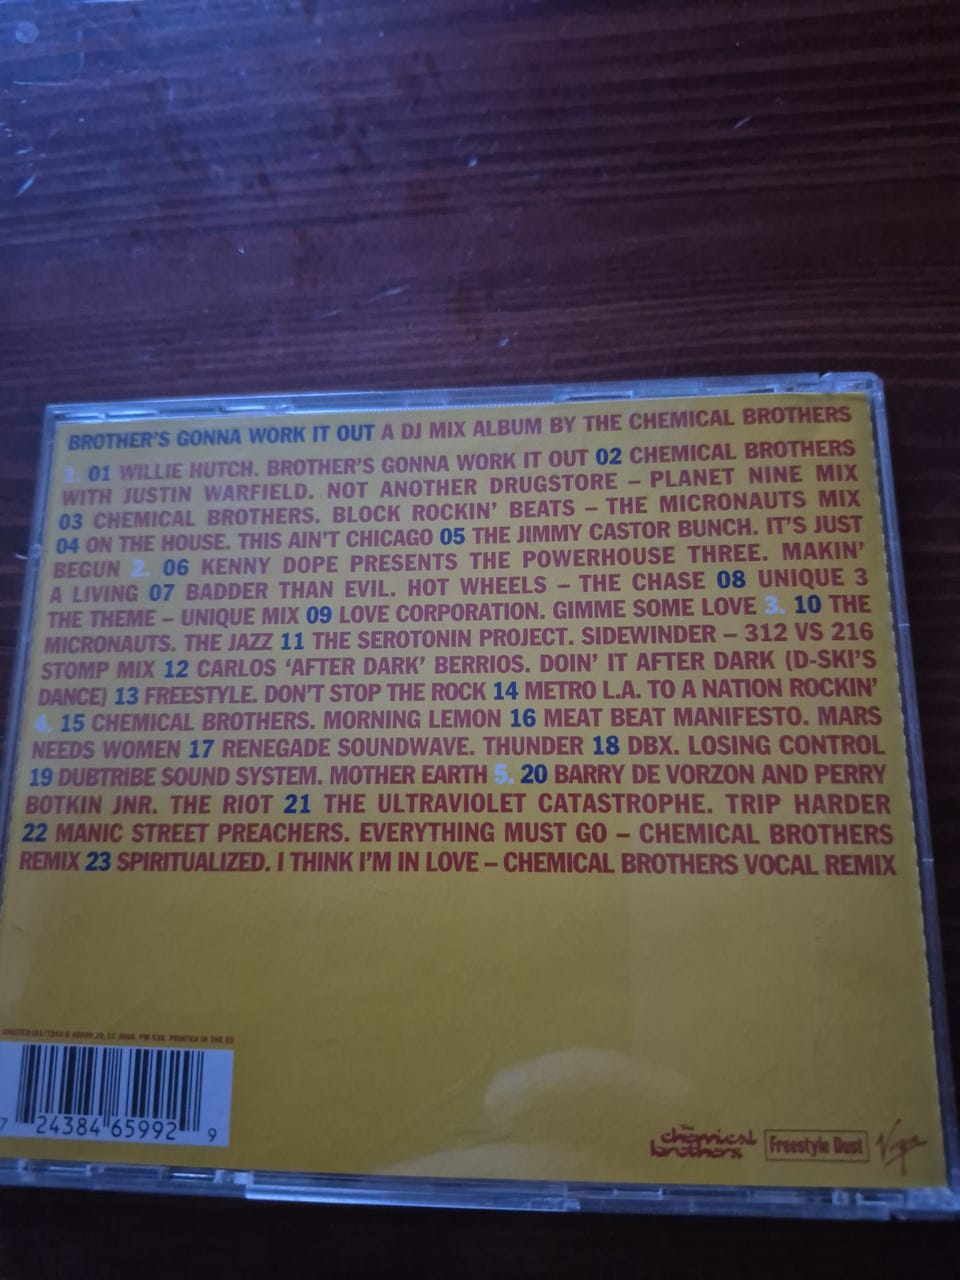 BROTHER'S GONNA WORK IT OUT A DJ MIX ALBUM BY THE CHEMICAL BROTHERS
1. 01 WILLIE HUTCH. BROTHER'S GONNA WORK IT OUT 02 CHEMICAL BROTHERS
WITH JUSTIN WARFIELD. NOT ANOTHER DRUGSTORE – PLANET NINE MIX
03 CHEMICAL BROTHERS. BLOCK ROCKIN' BEATS – THE MICRONAUTS MIX
04 ON THE HOUSE. THIS AIN'T CHICAGO 05 THE JIMMY CASTOR BUNCH. IT'S JUST
BEGUN 2. 06 KENNY DOPE PRESENTS THE POWERHOUSE THREE. MAKIN'
A LIVING 07 BADDER THAN EVIL. HOT WHEELS – THE CHASE 08 UNIQUE 3
THE THEME – UNIQUE MIX 09 LOVE CORPORATION. GIMME SOME LOVE 3. 10 THE
MICRONAUTS. THE JAZZ 11 THE SEROTONIN PROJECT. SIDEWINDER – 312 VS 216
STOMP MIX 12 CARLOS 'AFTER DARK' BERRIOS. DOIN' IT AFTER DARK (D-SKI'S
DANCE) 13 FREESTYLE. DON'T STOP THE ROCK 14 METRO L.A. TO A NATION ROCKIN'
4. 15 CHEMICAL BROTHERS. MORNING LEMON 16 MEAT BEAT MANIFESTO. MARS
NEEDS WOMEN 17 RENEGADE SOUNDWAVE. THUNDER 18 DBX. LOSING CONTROL
19 DUBTRIBE SOUND SYSTEM. MOTHER EARTH 5. 20 BARRY DE VORZON AND PERRY
BOTKIN JNR. THE RIOT 21 THE ULTRAVIOLET CATASTROPHE. TRIP HARDER
22 MANIC STREET PREACHERS. EVERYTHING MUST GO – CHEMICAL BROTHERS
REMIX 23 SPIRITUALIZED. I THINK I'M IN LOVE – CHEMICAL BROTHERS VOCAL REMIX
PRINTED IN THE EU
7 24384 65992 9
The chemical brothers
Freestyle Dust
Virgin